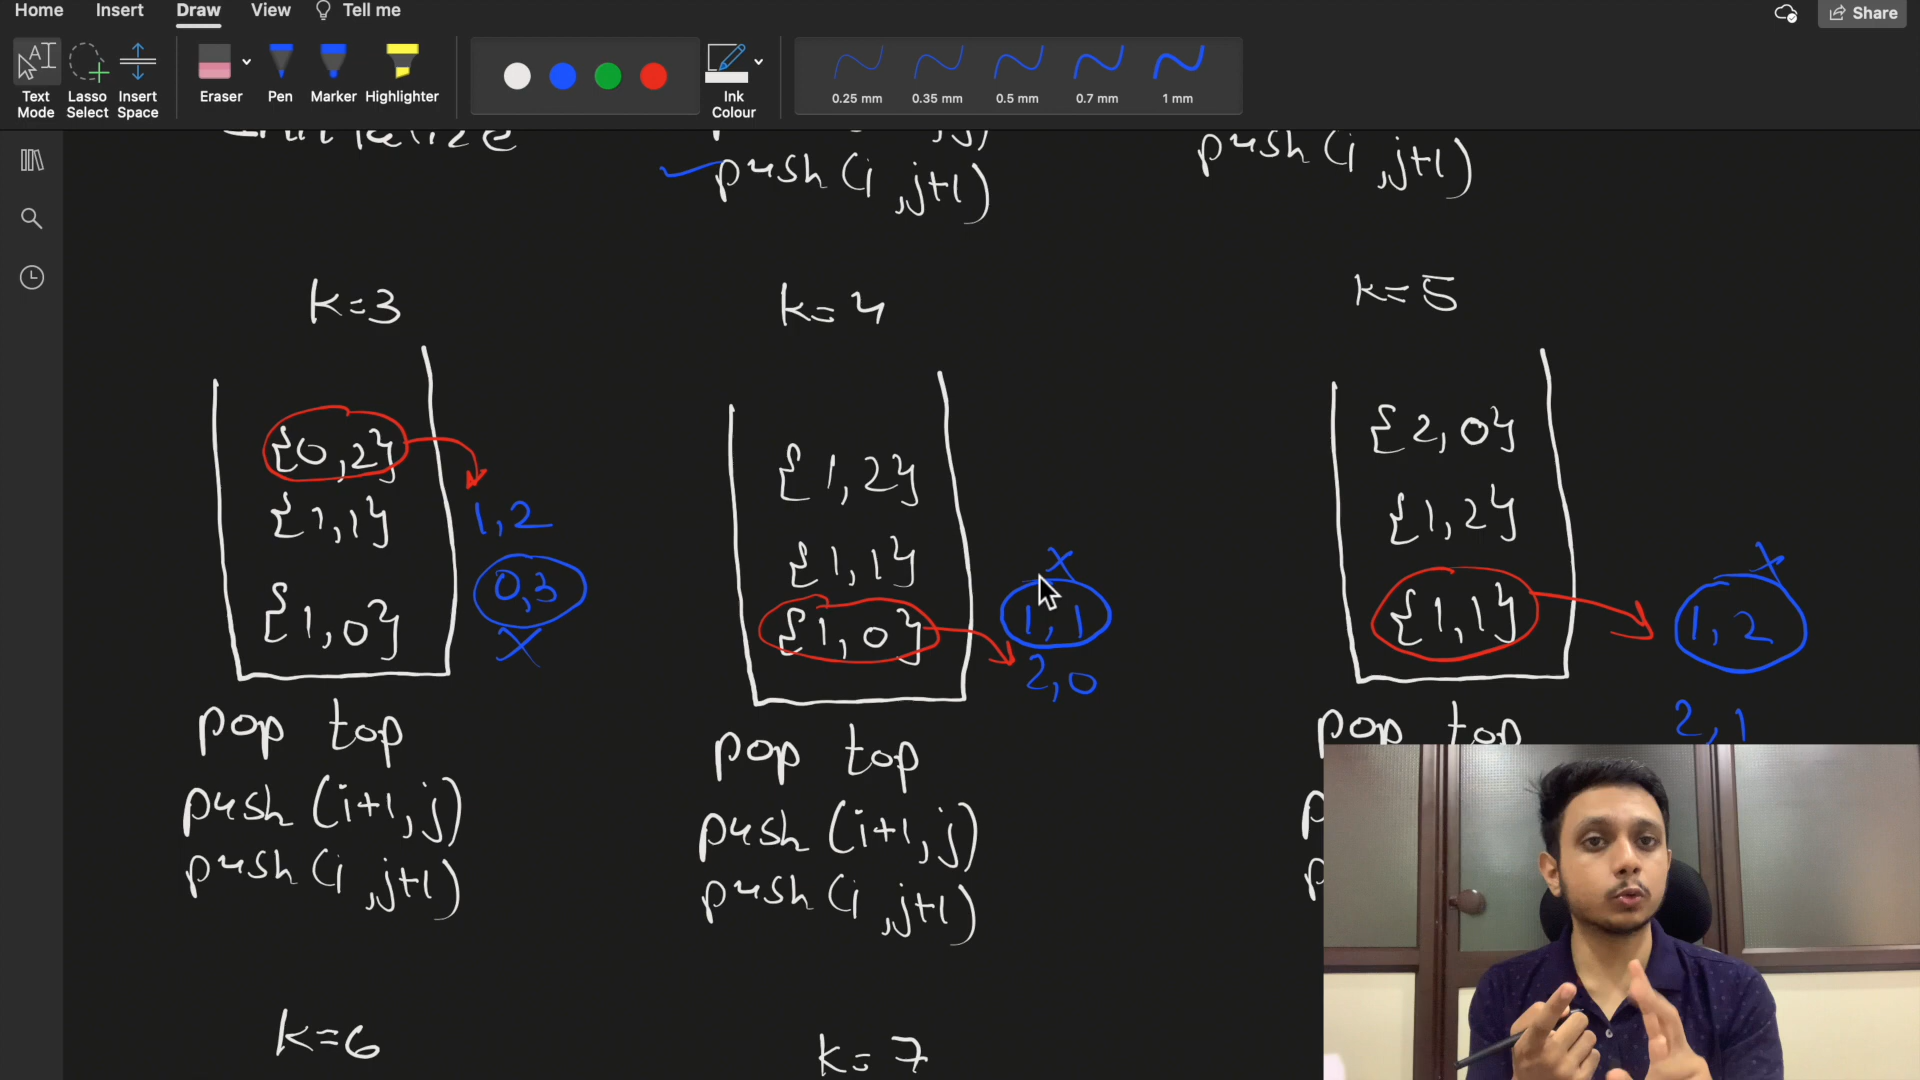 Home Insert Draw View Tell me
Share
Text Mode
Lasso Select
Insert Space
Eraser
Pen
Marker
Highlighter
Ink Colour
0.25 mm
0.35 mm
0.5 mm
0.7 mm
1 mm
push(i ,j+1)
push(i ,j+1)
k=3
{0,2}
{1,1}
{1,0}
1,2
0,3
x
pop top
push(i+1,j)
push(i ,j+1)
k=4
{1,2}
{1,1}
{1,0}
x
1,1
2,0
pop top
push(i+1,j)
push(i ,j+1)
k=5
{2,0}
{1,2}
{1,1}
x
1,2
2,1
pop top
k=6
k=7